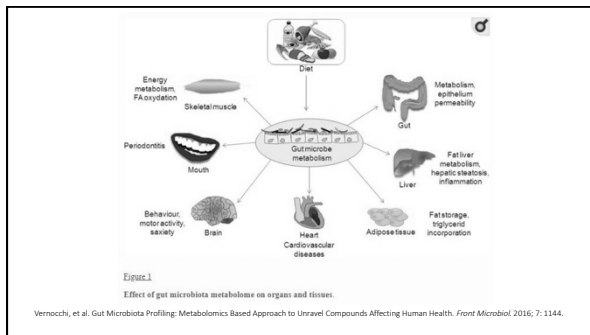 Diet
Energy
metabolism,
FA oxydation
Skeletal muscle
Metabolism,
epithelium
permeability
Gut
Periodontitis
Mouth
Gut microbe
metabolism
Fat liver
metabolism,
hepatic steatosis,
inflammation
Liver
Behaviour,
motor activity,
saxiety
Brain
Heart
Cardiovascular
diseases
Adipose tissue
Fat storage,
triglycerid
incorporation
Figure 1
Effect of gut microbiota metabolome on organs and tissues.
Vernocchi, et al. Gut Microbiota Profiling: Metabolomics Based Approach to Unravel Compounds Affecting Human Health. Front Microbiol. 2016; 7: 1144.